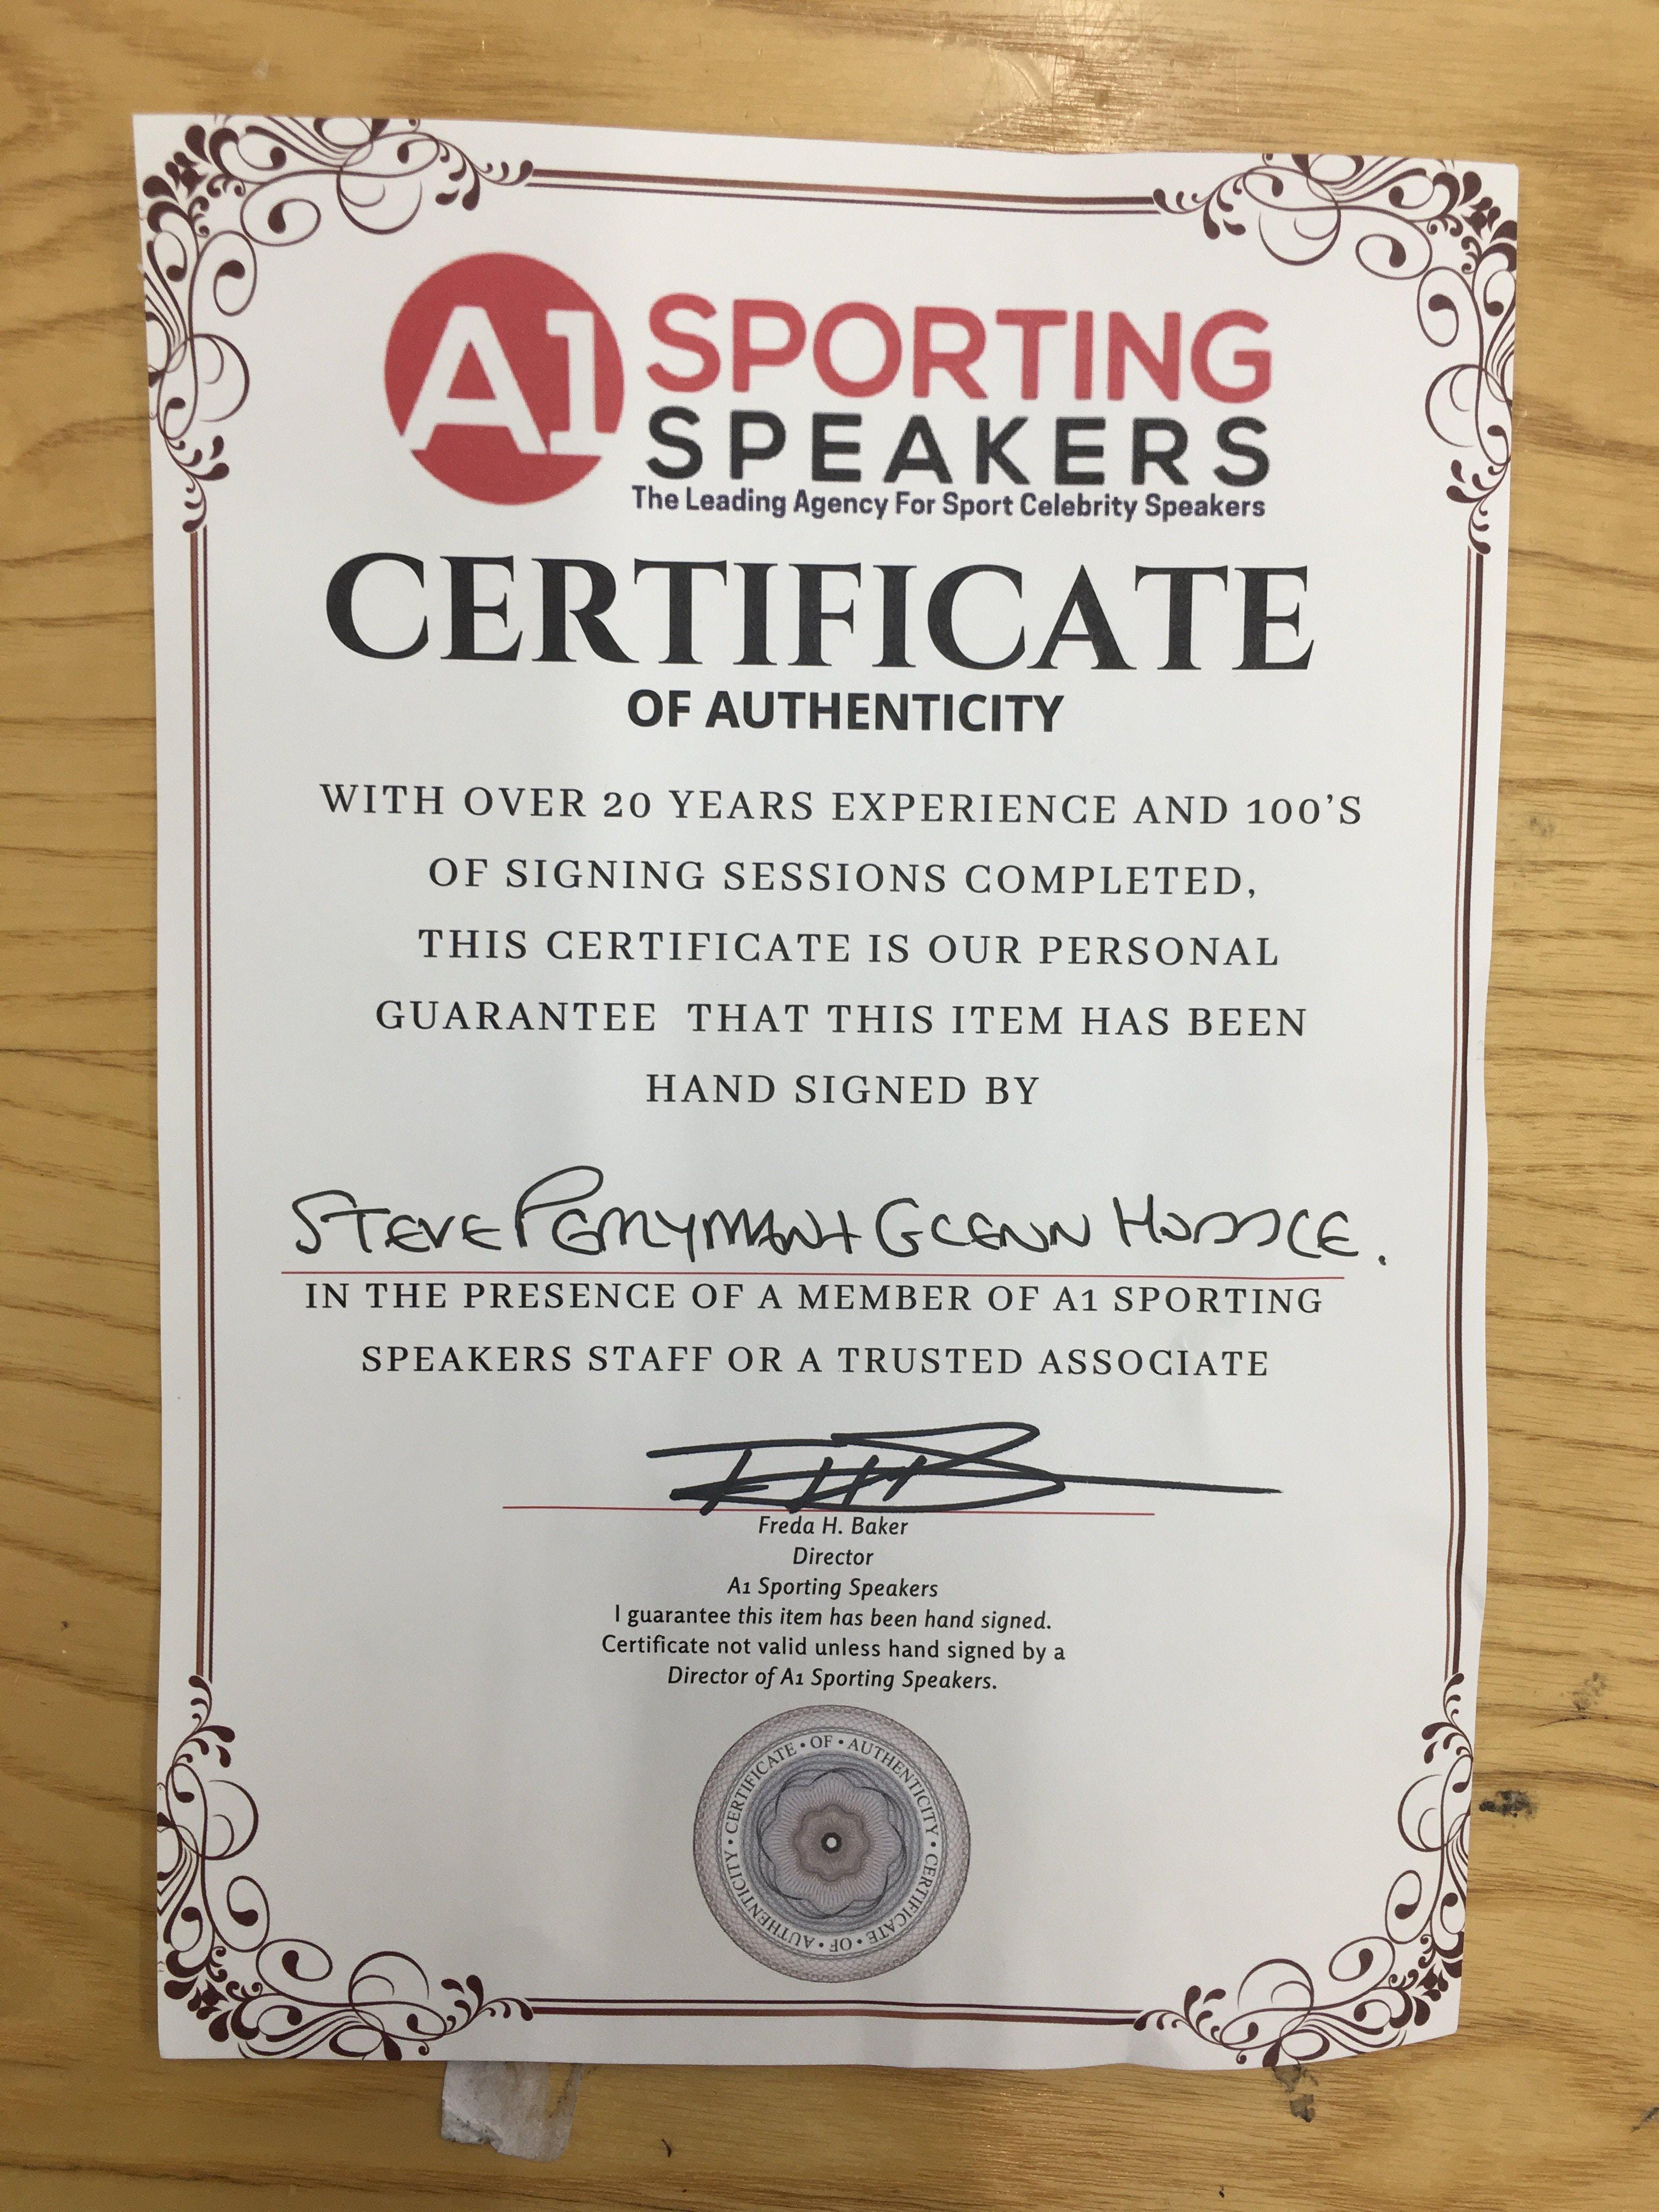 A1 SPORTING
SPEAKERS
The Leading Agency For Sport Celebrity Speakers
CERTIFICATE
OF AUTHENTICITY
WITH OVER 20 YEARS EXPERIENCE AND 100'S
OF SIGNING SESSIONS COMPLETED,
THIS CERTIFICATE IS OUR PERSONAL
GUARANTEE THAT THIS ITEM HAS BEEN
HAND SIGNED BY
STEVE PERRYMAN + GLENN HODDLE.
IN THE PRESENCE OF A MEMBER OF A1 SPORTING
SPEAKERS STAFF OR A TRUSTED ASSOCIATE
Freda H. Baker
Director
A1 Sporting Speakers
I guarantee this item has been hand signed.
Certificate not valid unless hand signed by a
Director of A1 Sporting Speakers.
CERTIFICATE • OF • AUTHENTICITY • CERTIFICATE • OF • AUTHENTICITY •